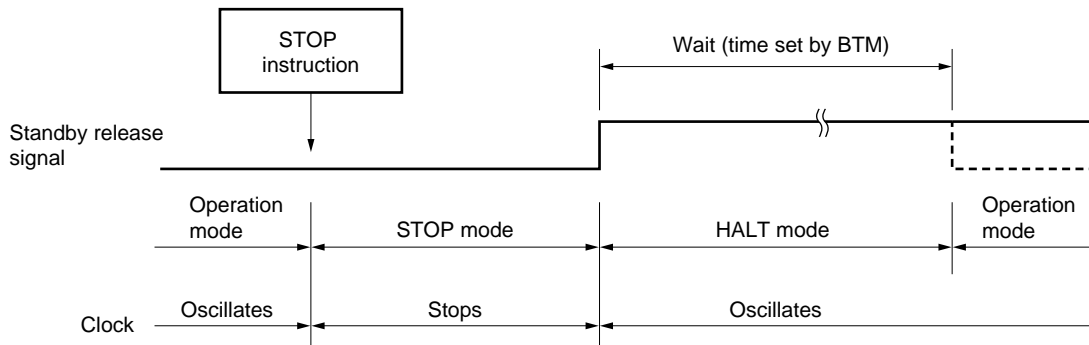 STOP
instruction
Wait (time set by BTM)
Standby release
signal
Operation
mode
STOP mode
HALT mode
Operation
mode
Clock
Oscillates
Stops
Oscillates